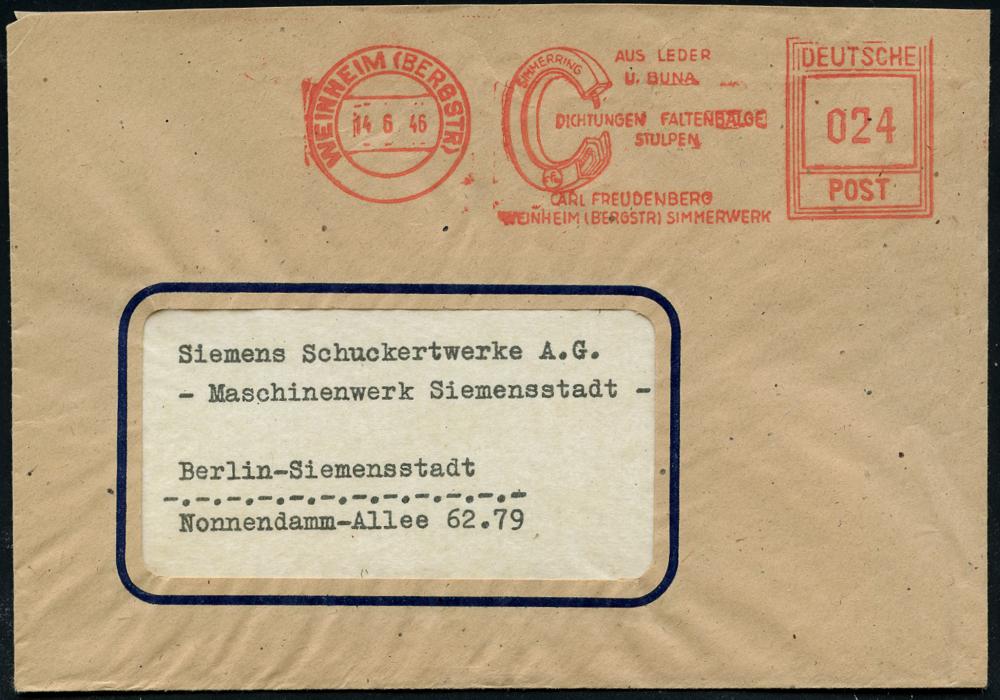 WEINHEIM (BERGSTR)
14 6 46
SIMMERRING
AUS LEDER
U. BUNA
DICHTUNGEN FALTENBÄLGE
STULPEN
CARL FREUDENBERG
WEINHEIM (BERGSTR) SIMMERWERK
DEUTSCHE
024
POST
Siemens Schuckertwerke A.G.
- Maschinenwerk Siemensstadt -
Berlin-Siemensstadt
-.-.-.-.-.-.-.-.-.-.-.-
Nonnendamm-Allee 62.79